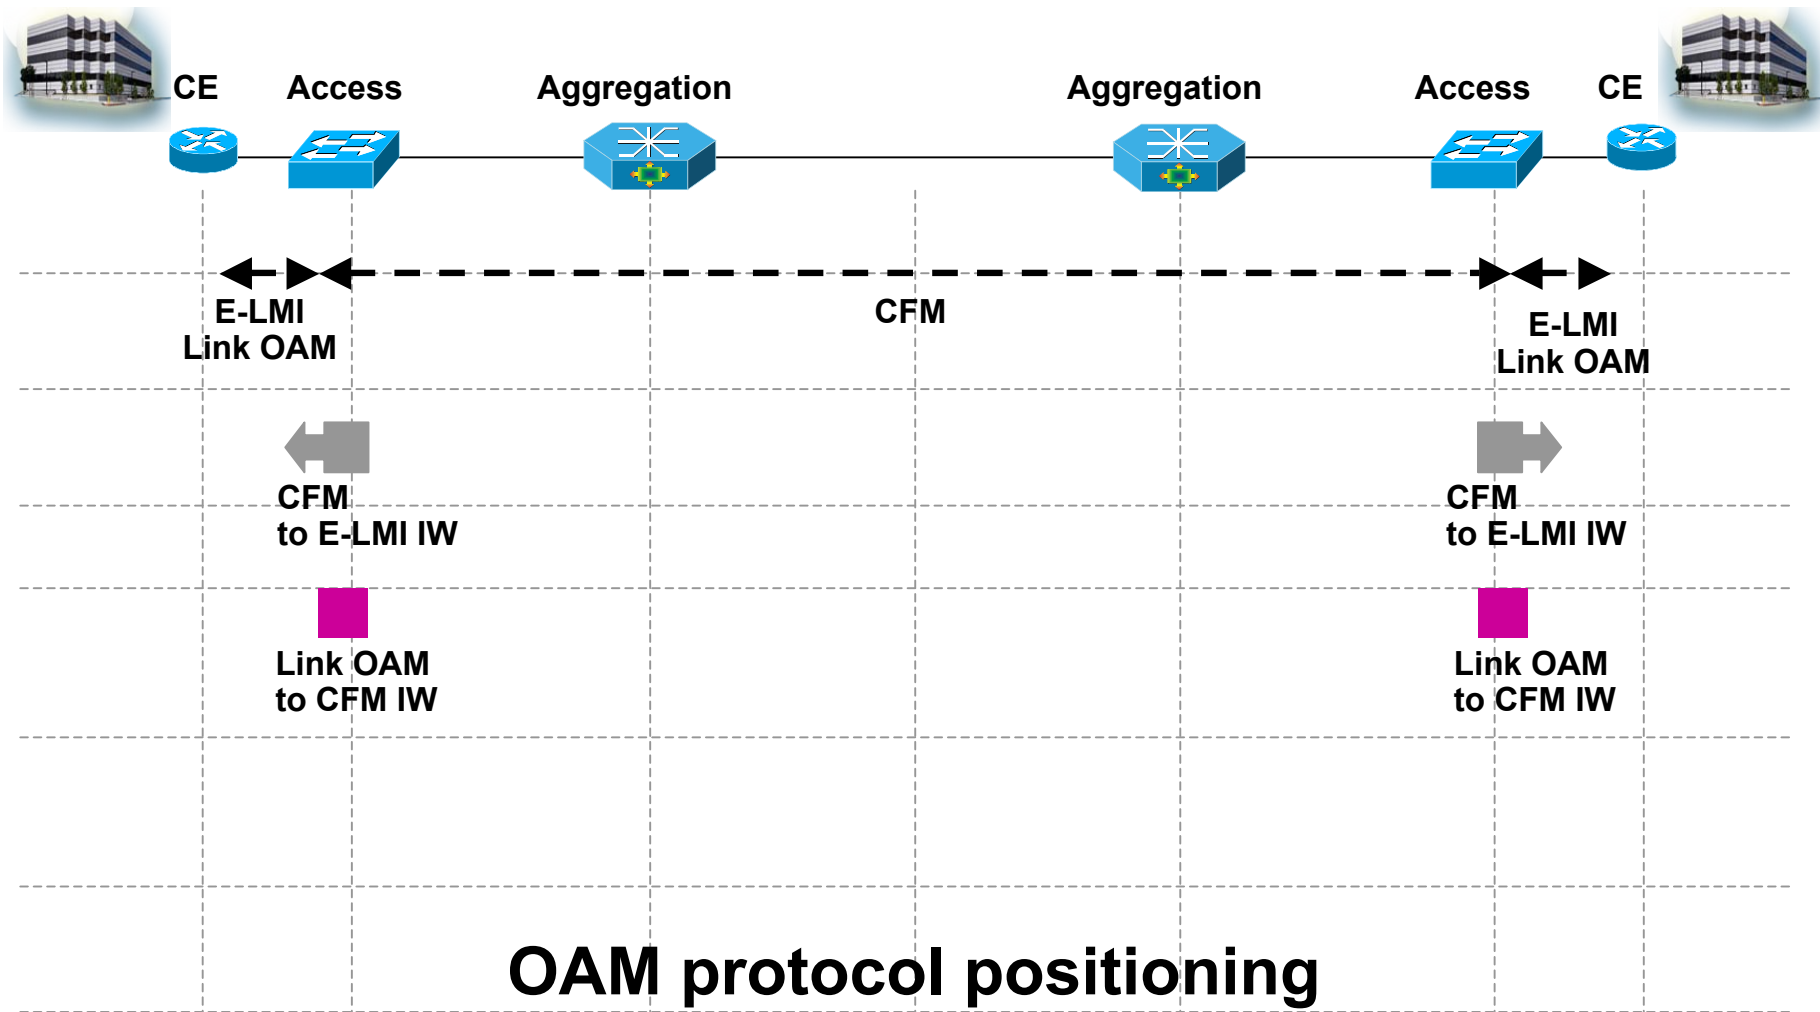 CE
Access
Aggregation
Aggregation
Access
CE
E-LMI
Link OAM
CFM
E-LMI
Link OAM
CFM
to E-LMI IW
CFM
to E-LMI IW
Link OAM
to CFM IW
Link OAM
to CFM IW
OAM protocol positioning